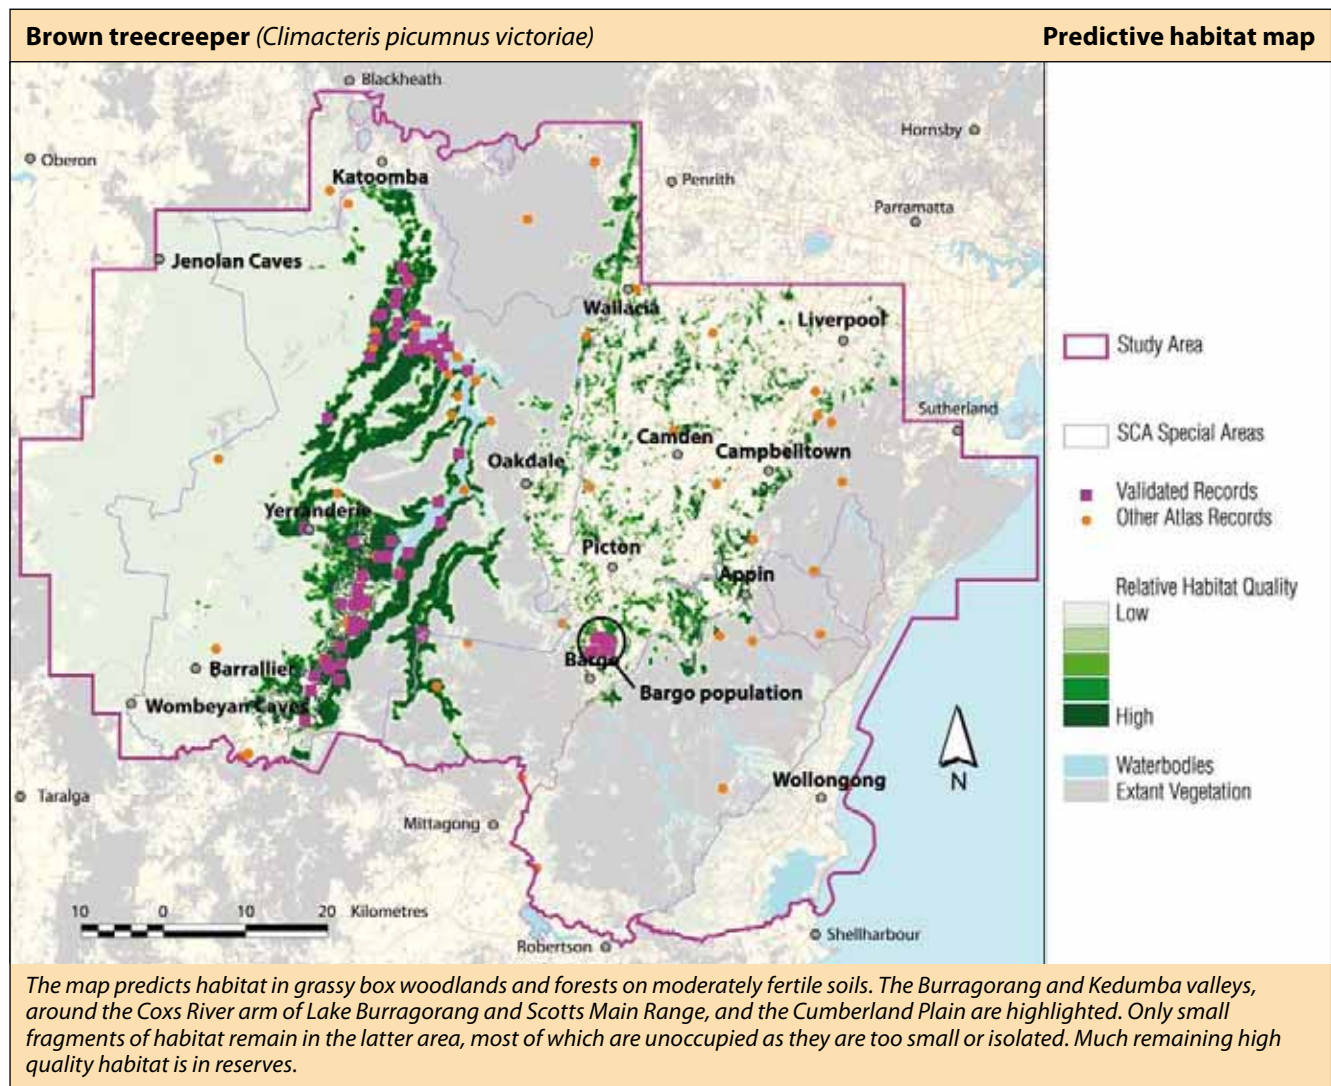 Brown treecreeper (Climacteris picumnus victoriae) Predictive habitat map
Blackheath
Hornsby
Oberon
Katoomba
Penrith
Parramatta
Jenolan Caves
Wallacia
Liverpool
Study Area
Sutherland
SCA Special Areas
Camden
Campbelltown
Oakdale
Validated Records
Other Atlas Records
Yerranderie
Picton
Appin
Relative Habitat Quality
Low
Bargo
Barrallier
Bargo population
Wombeyan Caves
High
N
Waterbodies
Extant Vegetation
Wollongong
Taralga
Mittagong
10 0 10 20 Kilometres
Robertson
Shellharbour
The map predicts habitat in grassy box woodlands and forests on moderately fertile soils. The Burragorang and Kedumba valleys,
around the Coxs River arm of Lake Burragorang and Scotts Main Range, and the Cumberland Plain are highlighted. Only small
fragments of habitat remain in the latter area, most of which are unoccupied as they are too small or isolated. Much remaining high
quality habitat is in reserves.